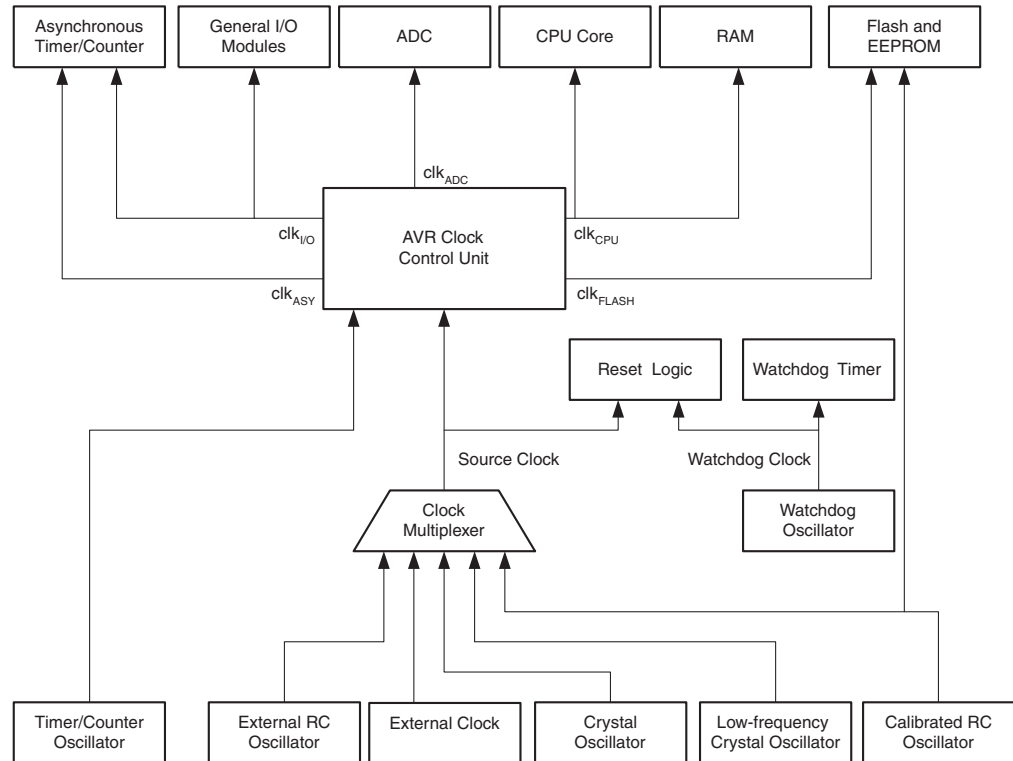 Asynchronous
Timer/Counter
General I/O
Modules
ADC
CPU Core
RAM
Flash and
EEPROM
clkADC
clkI/O
AVR Clock
Control Unit
clkCPU
clkASY
clkFLASH
Reset Logic
Watchdog Timer
Source Clock
Watchdog Clock
Clock
Multiplexer
Watchdog
Oscillator
Timer/Counter
Oscillator
External RC
Oscillator
External Clock
Crystal
Oscillator
Low-frequency
Crystal Oscillator
Calibrated RC
Oscillator